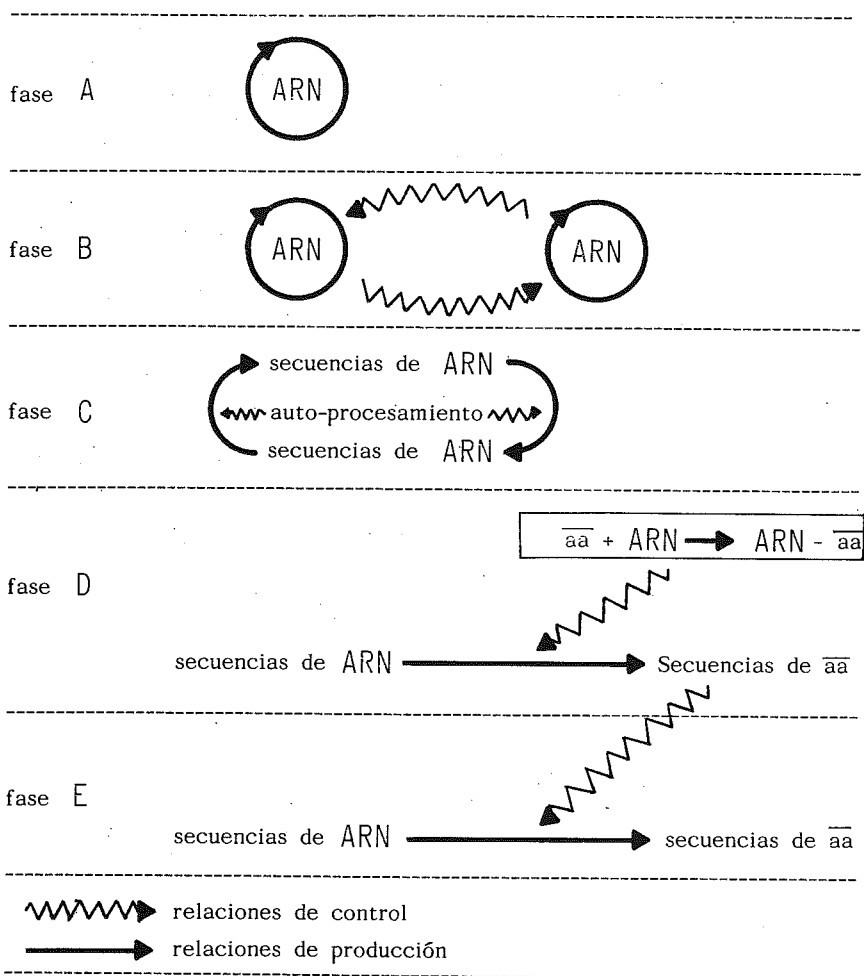 fase A
ARN
fase B
ARN ARN
secuencias de ARN
fase C
auto-procesamiento
secuencias de ARN
aa + ARN → ARN - aa
fase D
secuencias de ARN Secuencias de aa
fase E
secuencias de ARN secuencias de aa
relaciones de control
relaciones de producción